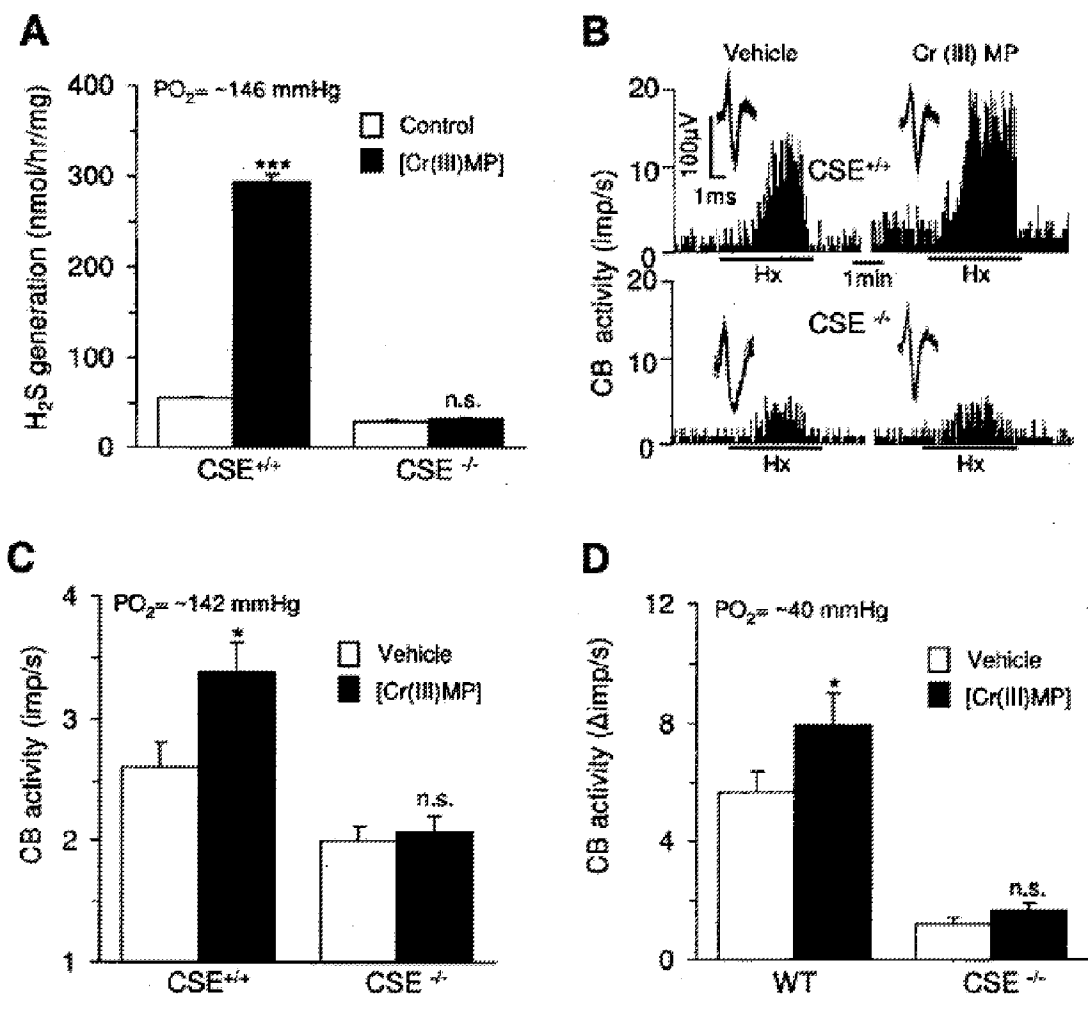 A
400
300
200
100
0
H₂S generation (nmol/hr/mg)
PO₂= ~146 mmHg
Control
[Cr(III)MP]
***
n.s.
CSE⁺/⁺
CSE ⁻/⁻
B
Vehicle
Cr (III) MP
20
10
0
100µV
1ms
CSE⁺/⁺
Hx
1min
Hx
CB activity (imp/s)
20
10
0
CSE ⁻/⁻
Hx
Hx
C
4
3
2
1
CB activity (imp/s)
PO₂= ~142 mmHg
Vehicle
[Cr(III)MP]
*
n.s.
CSE⁺/⁺
CSE ⁻/⁻
D
12
8
4
0
CB activity (Δimp/s)
PO₂= ~40 mmHg
Vehicle
[Cr(III)MP]
*
n.s.
WT
CSE ⁻/⁻